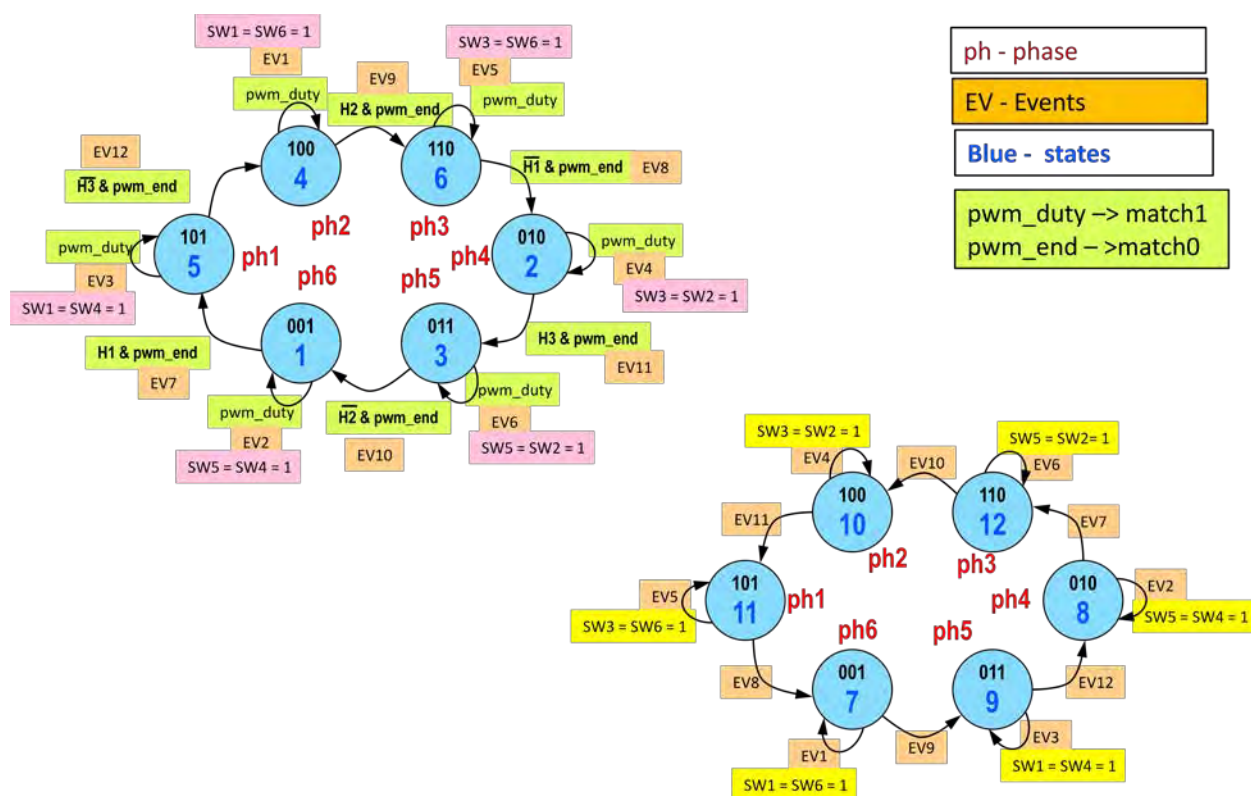 SW1 = SW6 = 1
EV1
pwm_duty
EV9
H2 & pwm_end
SW3 = SW6 = 1
EV5
pwm_duty
ph - phase
EV - Events
Blue - states
pwm_duty –> match1
pwm_end –>match0
EV12
H̅3̅ & pwm_end
100
4
ph2
110
6
ph3
H̅1̅ & pwm_end
EV8
pwm_duty
EV3
SW1 = SW4 = 1
101
5
ph1
ph6
ph5
ph4
010
2
pwm_duty
EV4
SW3 = SW2 = 1
H1 & pwm_end
EV7
001
1
011
3
H3 & pwm_end
EV11
pwm_duty
EV2
SW5 = SW4 = 1
H̅2̅ & pwm_end
EV10
pwm_duty
EV6
SW5 = SW2 = 1
SW3 = SW2 = 1
EV4
EV10
SW5 = SW2= 1
EV6
EV11
100
10
ph2
110
12
ph3
EV7
EV5
SW3 = SW6 = 1
101
11
ph1
ph6
ph5
ph4
010
8
EV2
SW5 = SW4 = 1
EV8
001
7
011
9
EV12
EV1
SW1 = SW6 = 1
EV9
EV3
SW1 = SW4 = 1